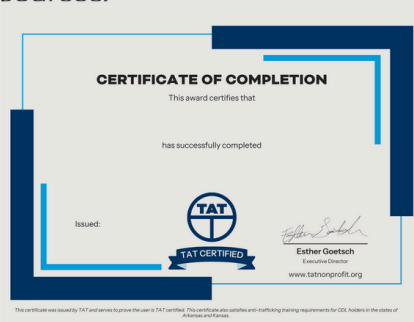 CERTIFICATE OF COMPLETION
This award certifies that
has successfully completed
Issued:
TAT
TAT CERTIFIED
Esther Goetsch
Executive Director
www.tatnonprofit.org
This certificate was issued by TAT and serves to prove the user is TAT certified. This certificate also satisfies anti-trafficking training requirements for CDL holders in the states of
Arkansas and Kansas.